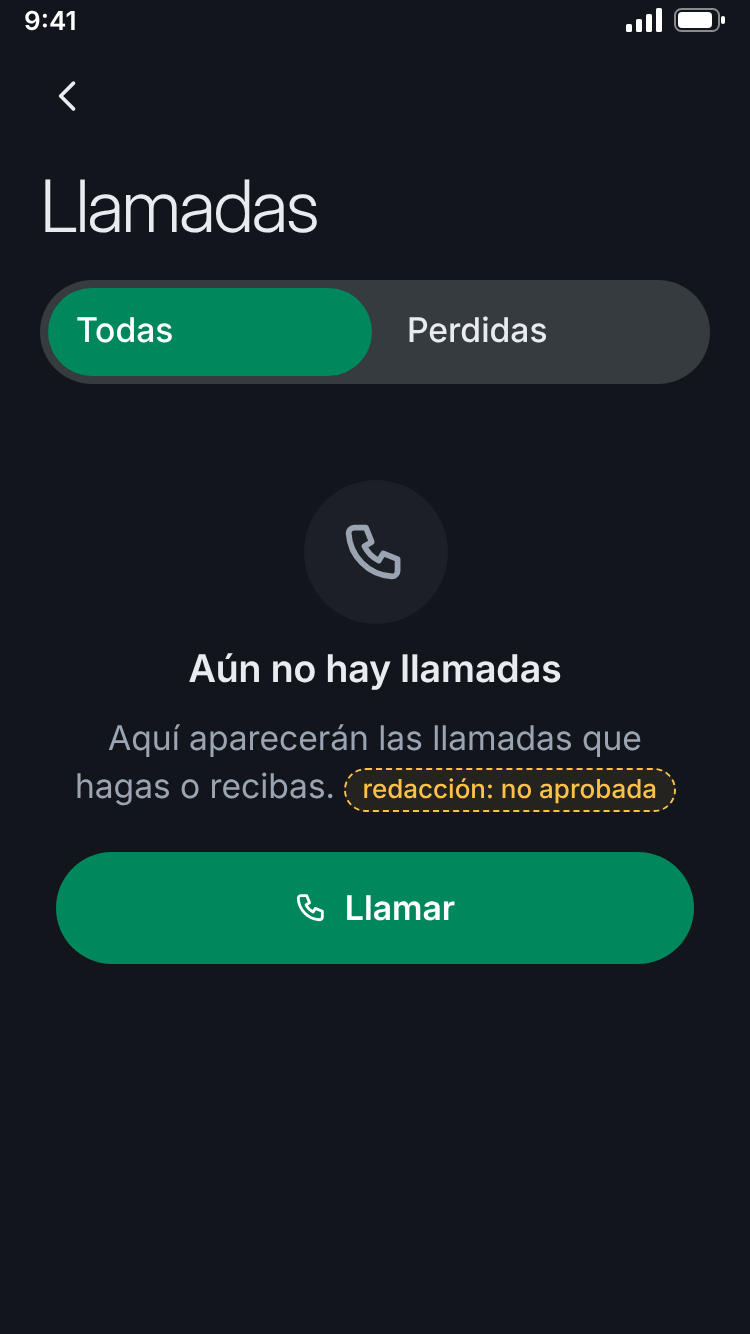 9:41
Llamadas
Todas
Perdidas
Aún no hay llamadas
Aquí aparecerán las llamadas que
hagas o recibas. redacción: no aprobada
Llamar